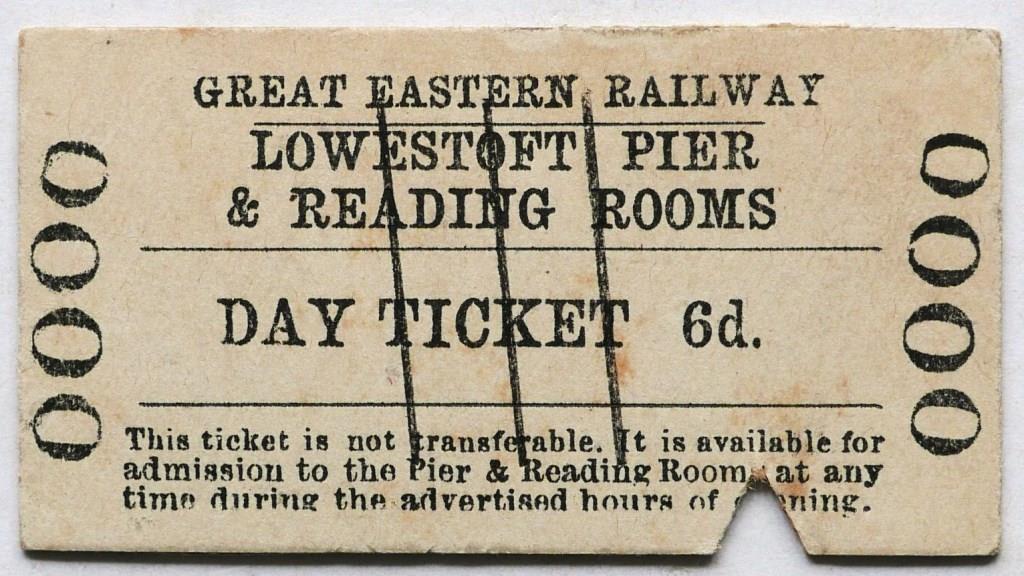 GREAT EASTERN RAILWAY
LOWESTOFT PIER
& READING ROOMS
DAY TICKET 6d.
This ticket is not transferable. It is available for
admission to the Pier & Reading Room at any
time during the advertised hours of
0000
0000